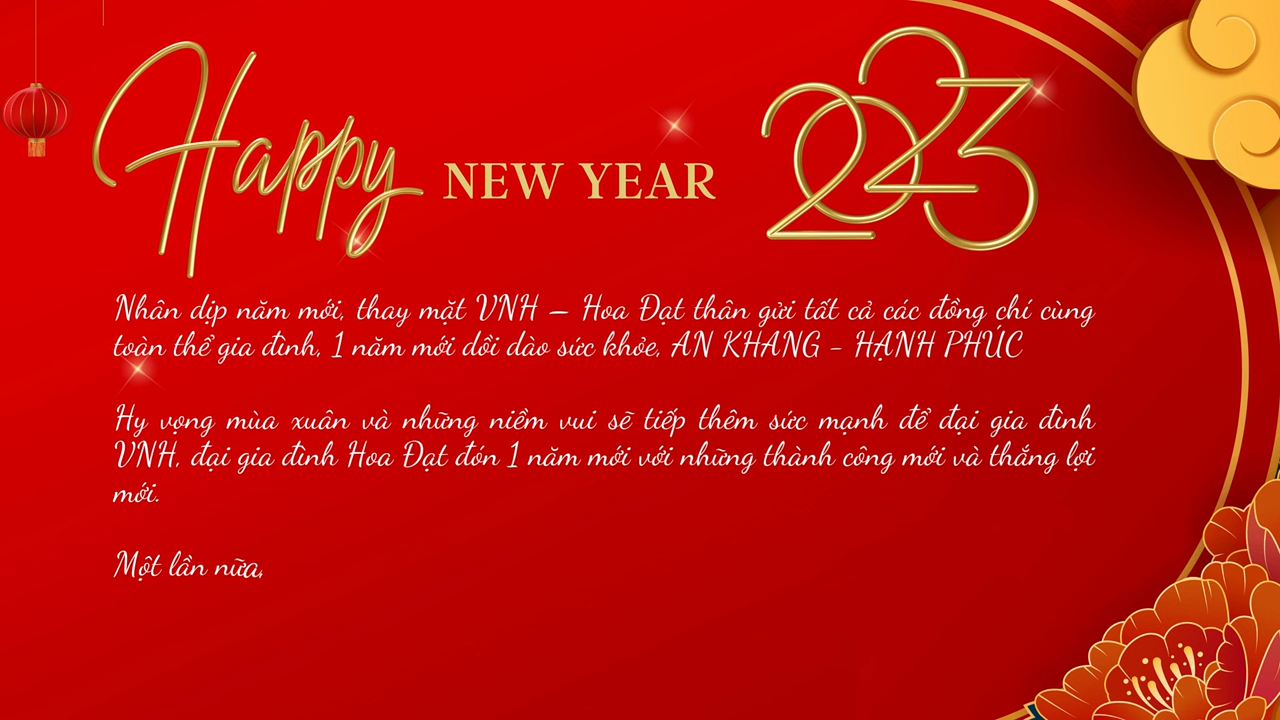 Happy NEW YEAR 2023
Nhân dịp năm mới, thay mặt VNH – Hoa Đạt thân gửi tất cả các đồng chí cùng
toàn thể gia đình, 1 năm mới dồi dào sức khỏe, AN KHANG - HẠNH PHÚC
Hy vọng mùa xuân và những niềm vui sẽ tiếp thêm sức mạnh để đại gia đình
VNH, đại gia đình Hoa Đạt đón 1 năm mới với những thành công mới và thắng lợi
mới.
Một lần nữa,